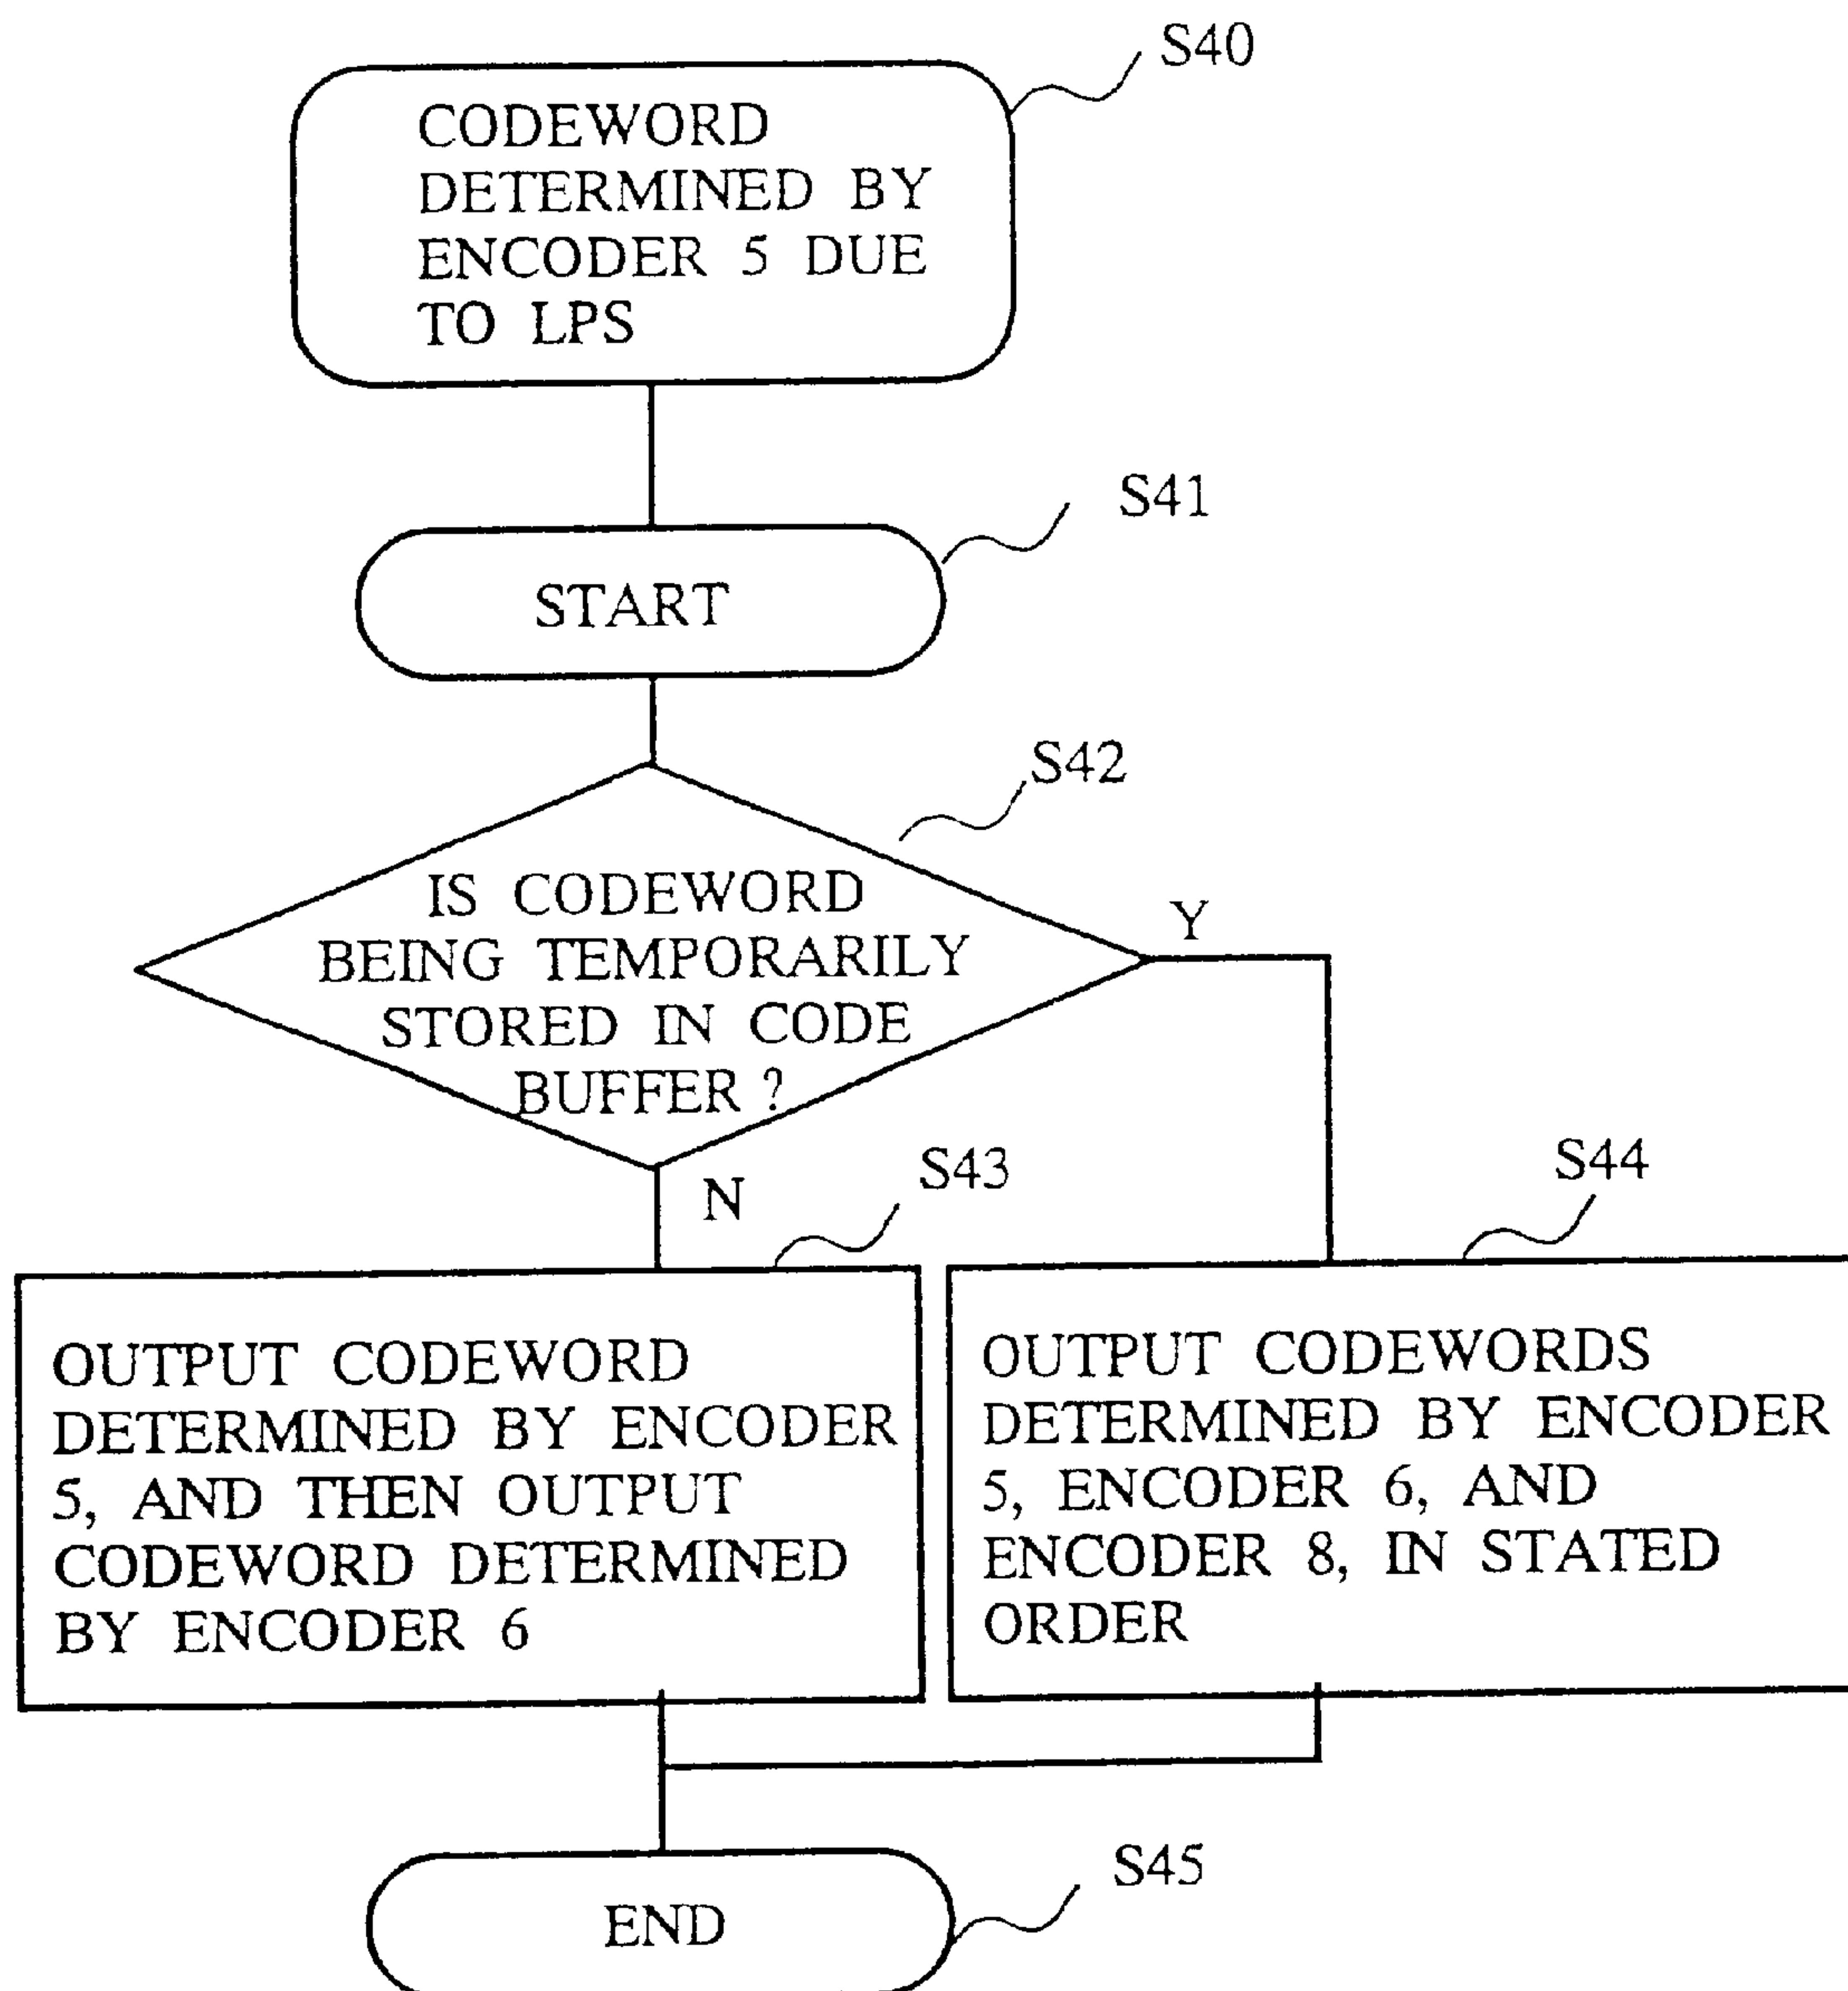 S40
CODEWORD
DETERMINED BY
ENCODER 5 DUE
TO LPS
S41
START
S42
IS CODEWORD
BEING TEMPORARILY
STORED IN CODE
BUFFER ?
Y
N
S43
OUTPUT CODEWORD
DETERMINED BY ENCODER
5, AND THEN OUTPUT
CODEWORD DETERMINED
BY ENCODER 6
S44
OUTPUT CODEWORDS
DETERMINED BY ENCODER
5, ENCODER 6, AND
ENCODER 8, IN STATED
ORDER
S45
END